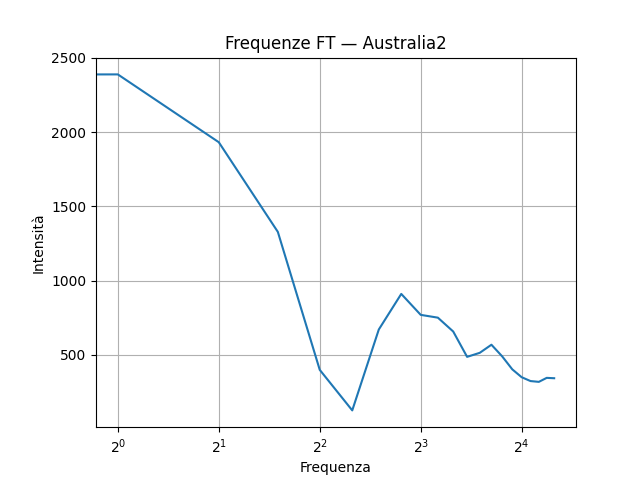 Frequenze FT — Australia2
2500
2000
1500
1000
500
Intensità
2⁰ 2¹ 2² 2³ 2⁴
Frequenza